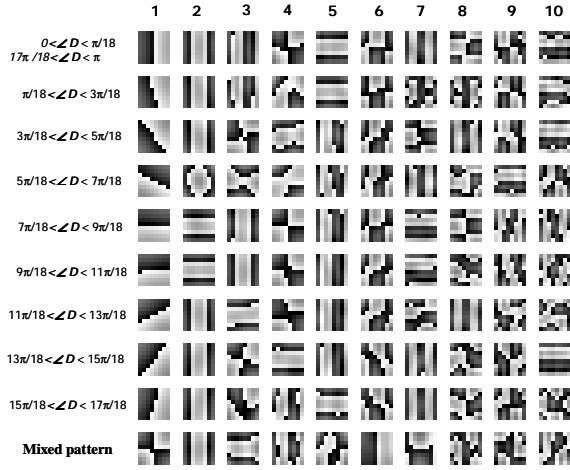 1 2 3 4 5 6 7 8 9 10
0<∠D < π/18
17π /18<∠D < π
π/18<∠D < 3π/18
3π/18<∠D < 5π/18
5π/18<∠D < 7π/18
7π/18<∠D < 9π/18
9π/18<∠D < 11π/18
11π/18<∠D < 13π/18
13π/18<∠D < 15π/18
15π/18<∠D < 17π/18
Mixed pattern